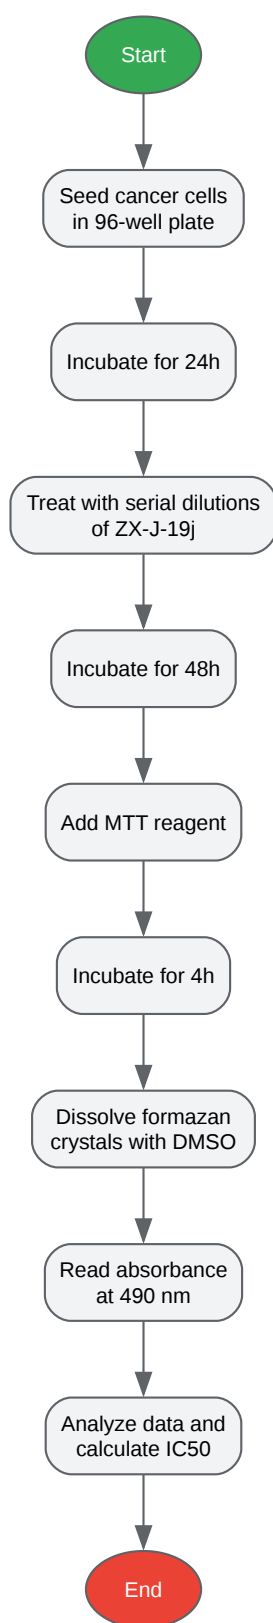 Start
Seed cancer cells
in 96-well plate
Incubate for 24h
Treat with serial dilutions
of ZX-J-19j
Incubate for 48h
Add MTT reagent
Incubate for 4h
Dissolve formazan
crystals with DMSO
Read absorbance
at 490 nm
Analyze data and
calculate IC50
End